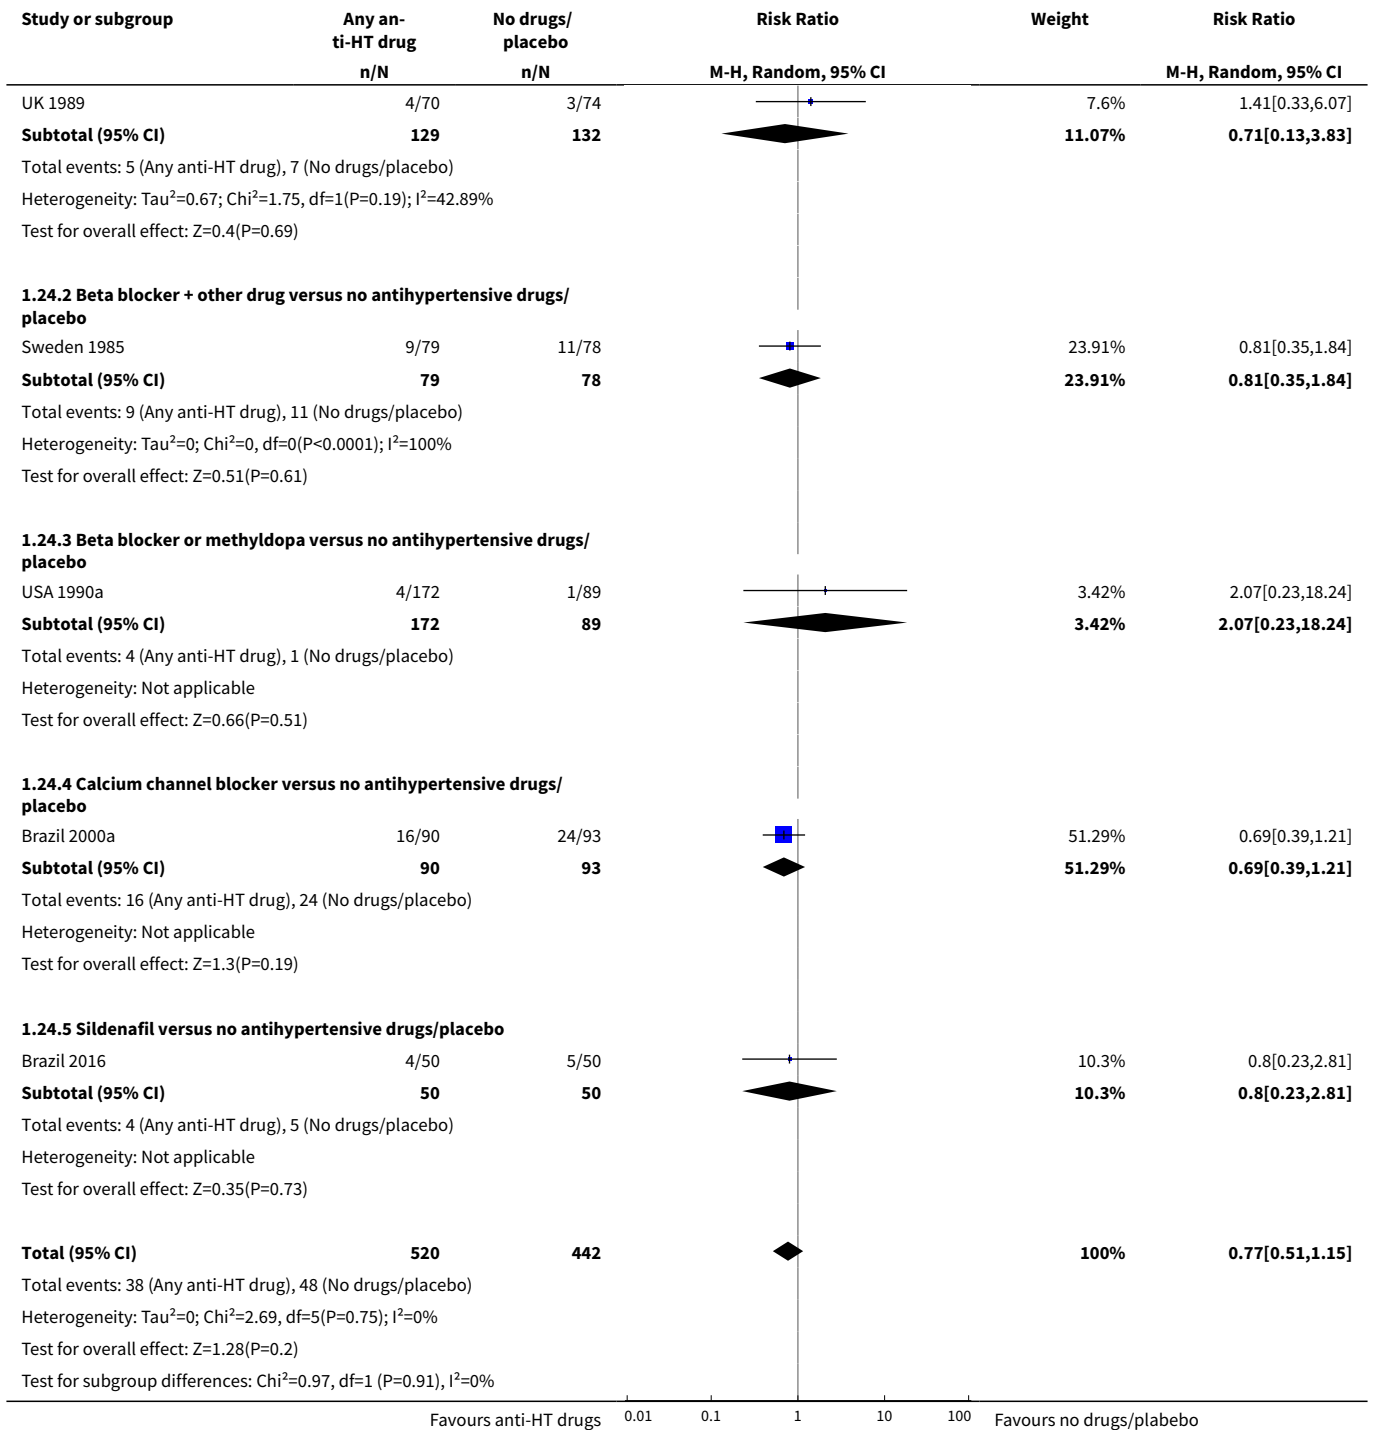 Study or subgroup Any an- No drugs/ Risk Ratio Weight Risk Ratio
ti-HT drug placebo
n/N n/N M-H, Random, 95% CI M-H, Random, 95% CI
UK 1989 4/70 3/74 7.6% 1.41[0.33,6.07]
Subtotal (95% CI) 129 132 11.07% 0.71[0.13,3.83]
Total events: 5 (Any anti-HT drug), 7 (No drugs/placebo)
Heterogeneity: Tau²=0.67; Chi²=1.75, df=1(P=0.19); I²=42.89%
Test for overall effect: Z=0.4(P=0.69)
1.24.2 Beta blocker + other drug versus no antihypertensive drugs/
placebo
Sweden 1985 9/79 11/78 23.91% 0.81[0.35,1.84]
Subtotal (95% CI) 79 78 23.91% 0.81[0.35,1.84]
Total events: 9 (Any anti-HT drug), 11 (No drugs/placebo)
Heterogeneity: Tau²=0; Chi²=0, df=0(P<0.0001); I²=100%
Test for overall effect: Z=0.51(P=0.61)
1.24.3 Beta blocker or methyldopa versus no antihypertensive drugs/
placebo
USA 1990a 4/172 1/89 3.42% 2.07[0.23,18.24]
Subtotal (95% CI) 172 89 3.42% 2.07[0.23,18.24]
Total events: 4 (Any anti-HT drug), 1 (No drugs/placebo)
Heterogeneity: Not applicable
Test for overall effect: Z=0.66(P=0.51)
1.24.4 Calcium channel blocker versus no antihypertensive drugs/
placebo
Brazil 2000a 16/90 24/93 51.29% 0.69[0.39,1.21]
Subtotal (95% CI) 90 93 51.29% 0.69[0.39,1.21]
Total events: 16 (Any anti-HT drug), 24 (No drugs/placebo)
Heterogeneity: Not applicable
Test for overall effect: Z=1.3(P=0.19)
1.24.5 Sildenafil versus no antihypertensive drugs/placebo
Brazil 2016 4/50 5/50 10.3% 0.8[0.23,2.81]
Subtotal (95% CI) 50 50 10.3% 0.8[0.23,2.81]
Total events: 4 (Any anti-HT drug), 5 (No drugs/placebo)
Heterogeneity: Not applicable
Test for overall effect: Z=0.35(P=0.73)
Total (95% CI) 520 442 100% 0.77[0.51,1.15]
Total events: 38 (Any anti-HT drug), 48 (No drugs/placebo)
Heterogeneity: Tau²=0; Chi²=2.69, df=5(P=0.75); I²=0%
Test for overall effect: Z=1.28(P=0.2)
Test for subgroup differences: Chi²=0.97, df=1 (P=0.91), I²=0%
Favours anti-HT drugs 0.01 0.1 1 10 100 Favours no drugs/plabebo